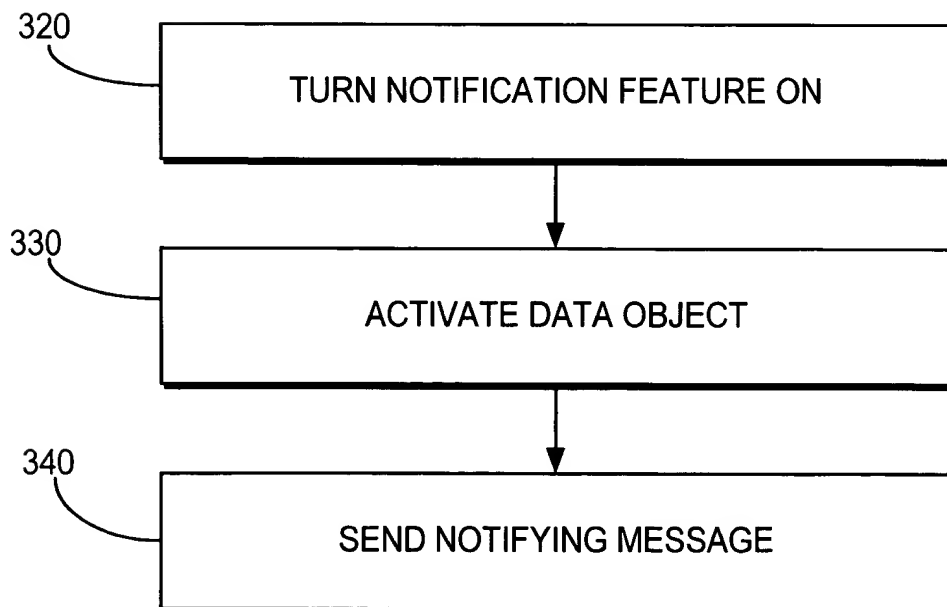 320
TURN NOTIFICATION FEATURE ON
330
ACTIVATE DATA OBJECT
340
SEND NOTIFYING MESSAGE